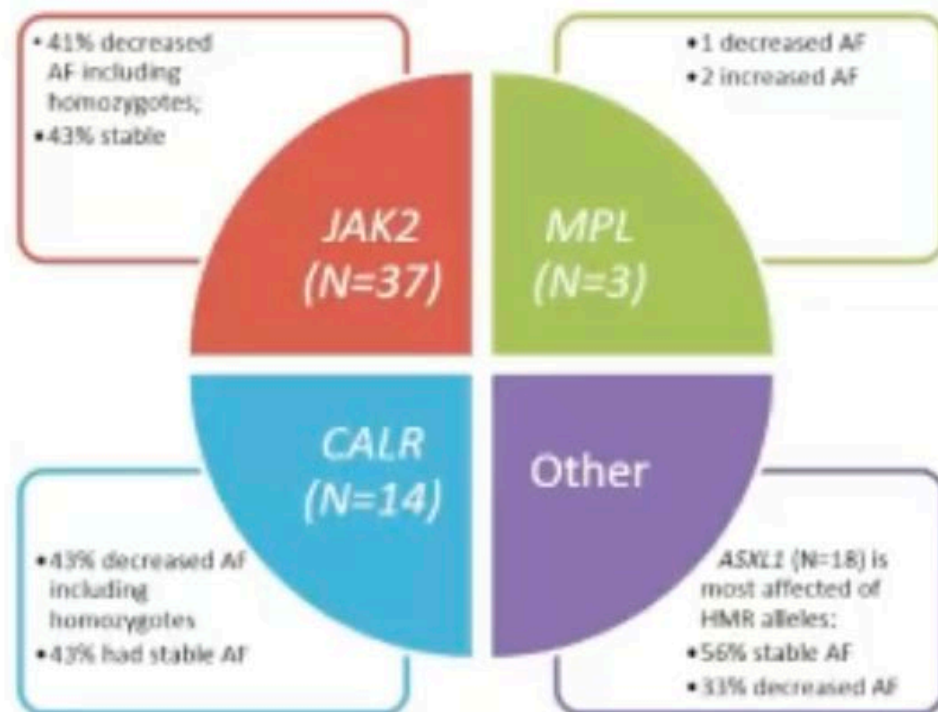 • 41% decreased
AF including
homozygotes;
• 43% stable
• 1 decreased AF
• 2 increased AF
JAK2
(N=37)
MPL
(N=3)
CALR
(N=14)
Other
• 43% decreased AF
including
homozygotes
• 43% had stable AF
ASXL1 (N=18) is
most affected of
HMR alleles:
• 56% stable AF
• 33% decreased AF